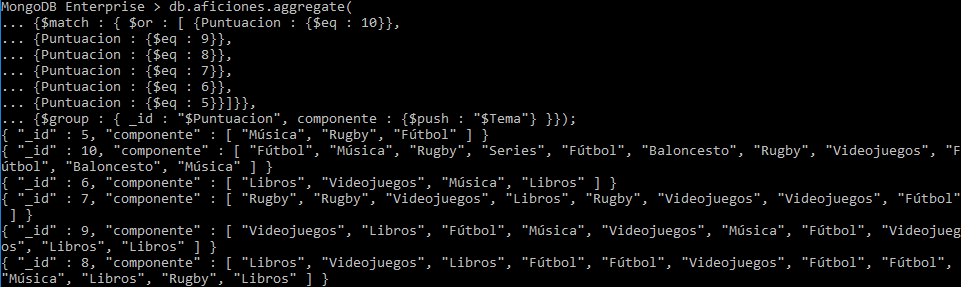 MongoDB Enterprise > db.aficiones.aggregate(
... {$match : { $or : [ {Puntuacion : {$eq : 10}},
... {Puntuacion : {$eq : 9}},
... {Puntuacion : {$eq : 8}},
... {Puntuacion : {$eq : 7}},
... {Puntuacion : {$eq : 6}},
... {Puntuacion : {$eq : 5}}]}},
... {$group : { _id : "$Puntuacion", componente : {$push : "$Tema"} }});
{ "_id" : 5, "componente" : [ "Música", "Rugby", "Fútbol" ] }
{ "_id" : 10, "componente" : [ "Fútbol", "Música", "Rugby", "Series", "Fútbol", "Baloncesto", "Rugby", "Videojuegos", "F
útbol", "Baloncesto", "Música" ] }
{ "_id" : 6, "componente" : [ "Libros", "Videojuegos", "Música", "Libros" ] }
{ "_id" : 7, "componente" : [ "Rugby", "Rugby", "Videojuegos", "Libros", "Rugby", "Videojuegos", "Videojuegos", "Fútbol"
 ] }
{ "_id" : 9, "componente" : [ "Videojuegos", "Libros", "Fútbol", "Música", "Videojuegos", "Música", "Fútbol", "Videojueg
os", "Libros", "Libros" ] }
{ "_id" : 8, "componente" : [ "Libros", "Videojuegos", "Libros", "Fútbol", "Fútbol", "Videojuegos", "Fútbol", "Fútbol",
"Música", "Libros", "Rugby", "Libros" ] }